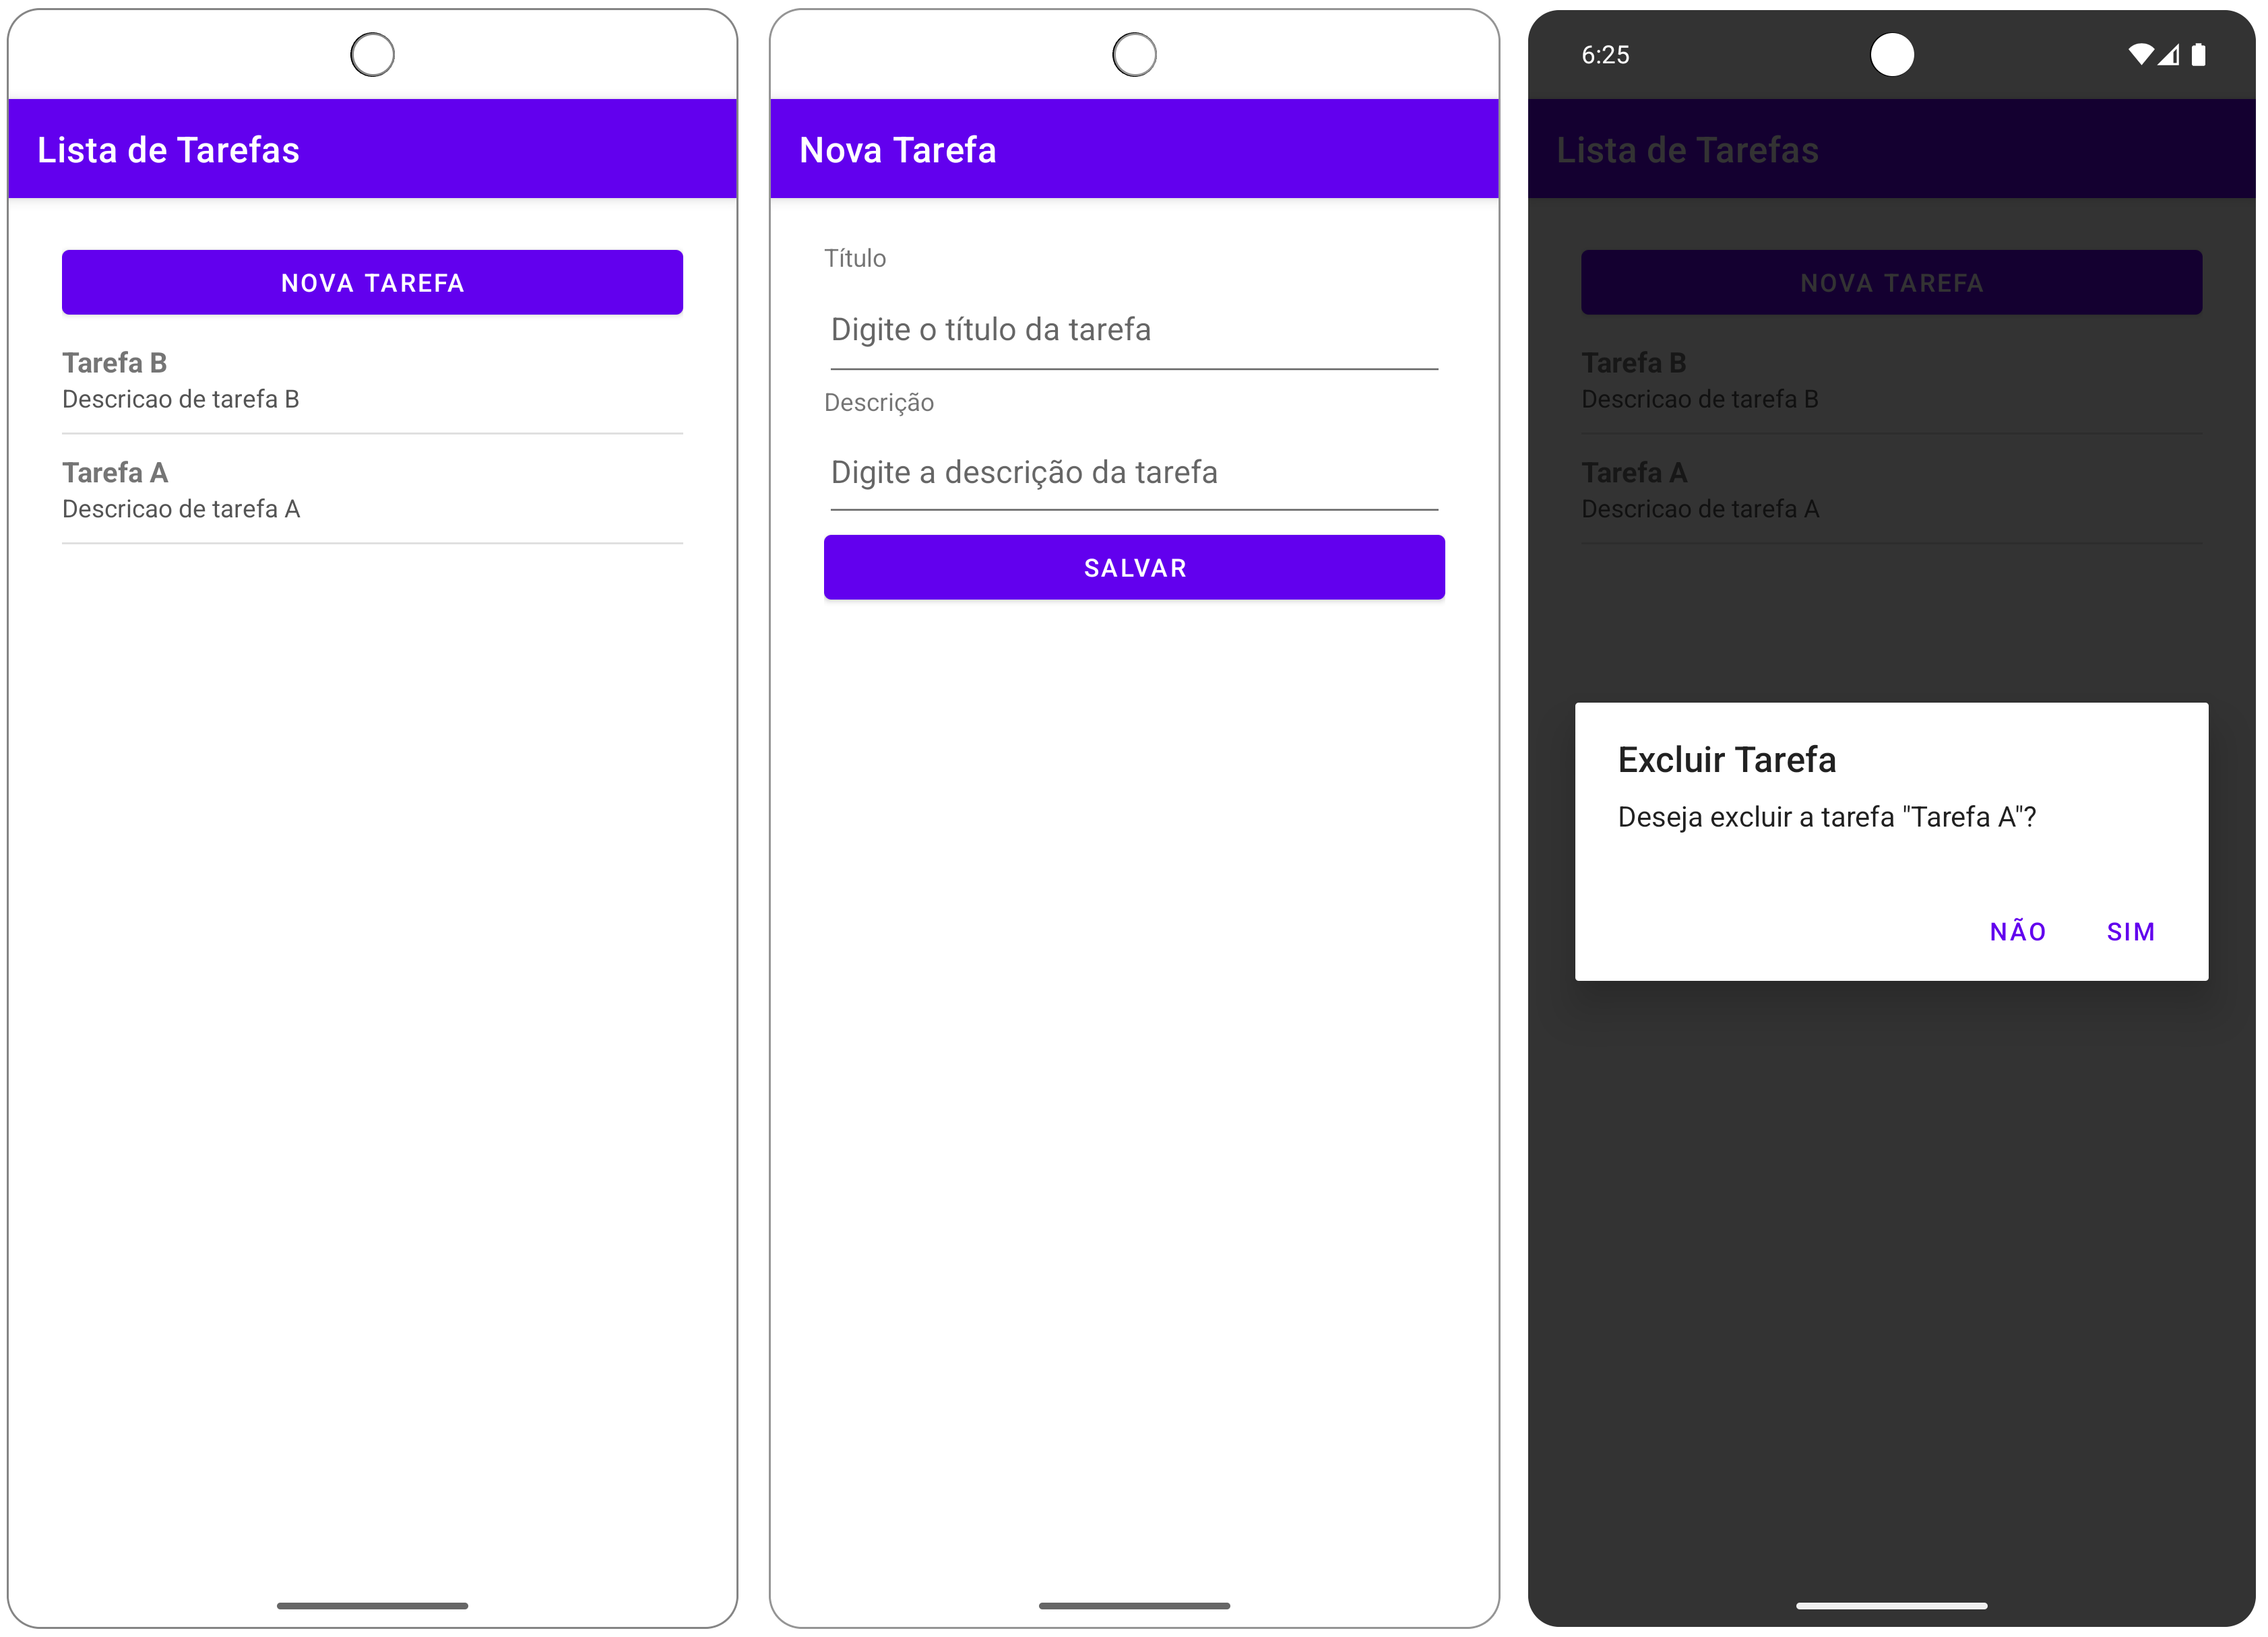 Lista de Tarefas
NOVA TAREFA
Tarefa B
Descricao de tarefa B
Tarefa A
Descricao de tarefa A
Nova Tarefa
Título
Digite o título da tarefa
Descrição
Digite a descrição da tarefa
SALVAR
6:25
Lista de Tarefas
NOVA TAREFA
Tarefa B
Descricao de tarefa B
Tarefa A
Descricao de tarefa A
Excluir Tarefa
Deseja excluir a tarefa "Tarefa A"?
NÃO SIM